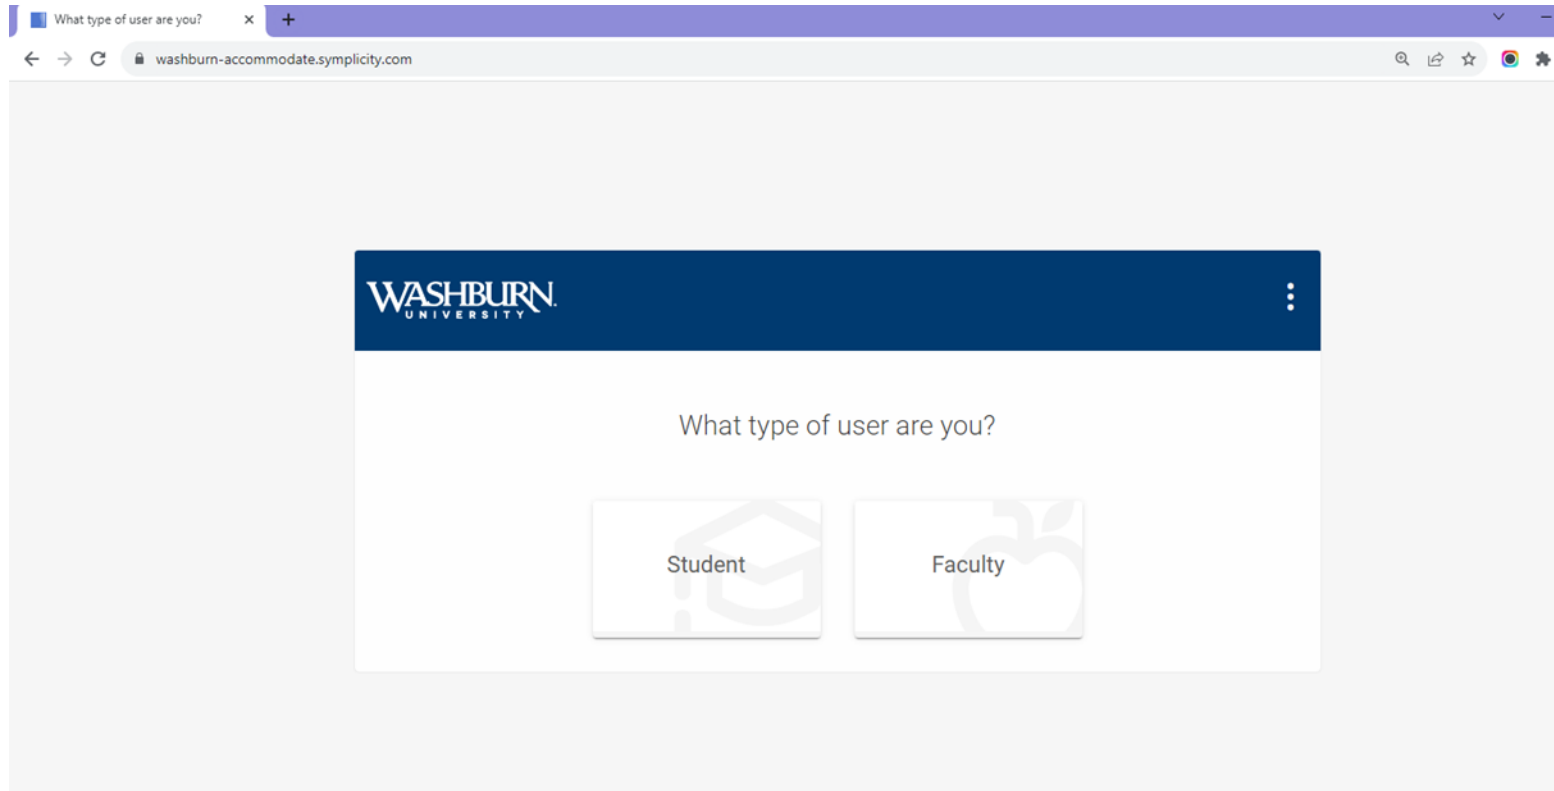 What type of user are you?
washburn-accommodate.symplicity.com
WASHBURN.
UNIVERSITY
What type of user are you?
Student
Faculty